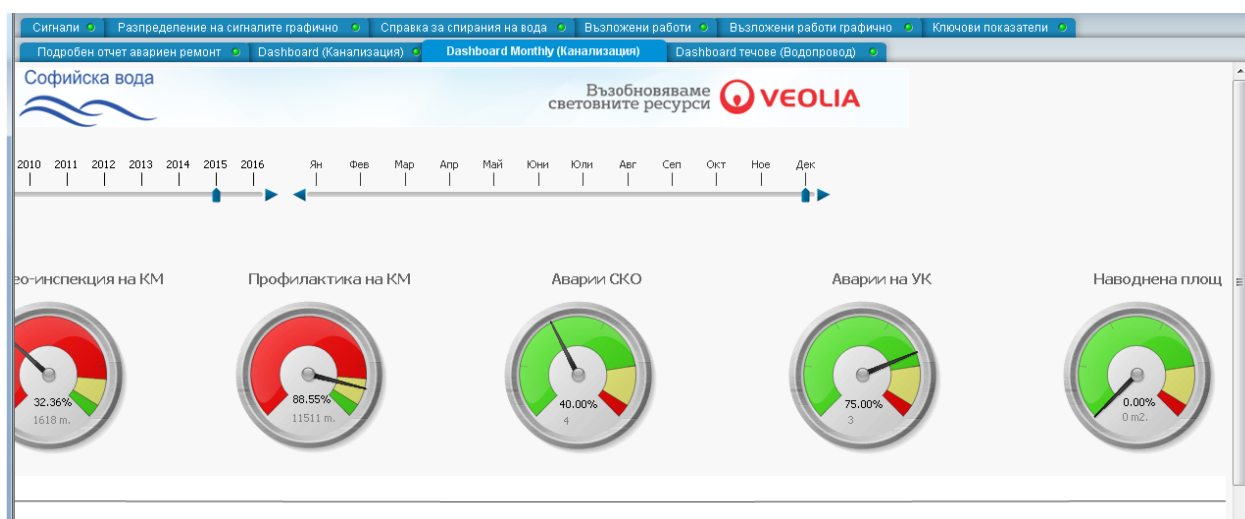 Сигнали Разпределение на сигналите графично Справка за спирания на вода Възложени работи Възложени работи графично Ключови показатели
Подробен отчет авариен ремонт Dashboard (Канализация) Dashboard Monthly (Канализация) Dashboard течове (Водопровод)
Софийска вода
Възобновяваме
световните ресурси
VEOLIA
2010 2011 2012 2013 2014 2015 2016 Ян Фев Мар Апр Май Юни Юли Авг Сеп Окт Ное Дек
ео-инспекция на КМ Профилактика на КМ Аварии СКО Аварии на УК Наводнена площ
32.36% 88.55% 40.00% 75.00% 0.00%
1618 m. 11511 m. 4 3 0 m2.